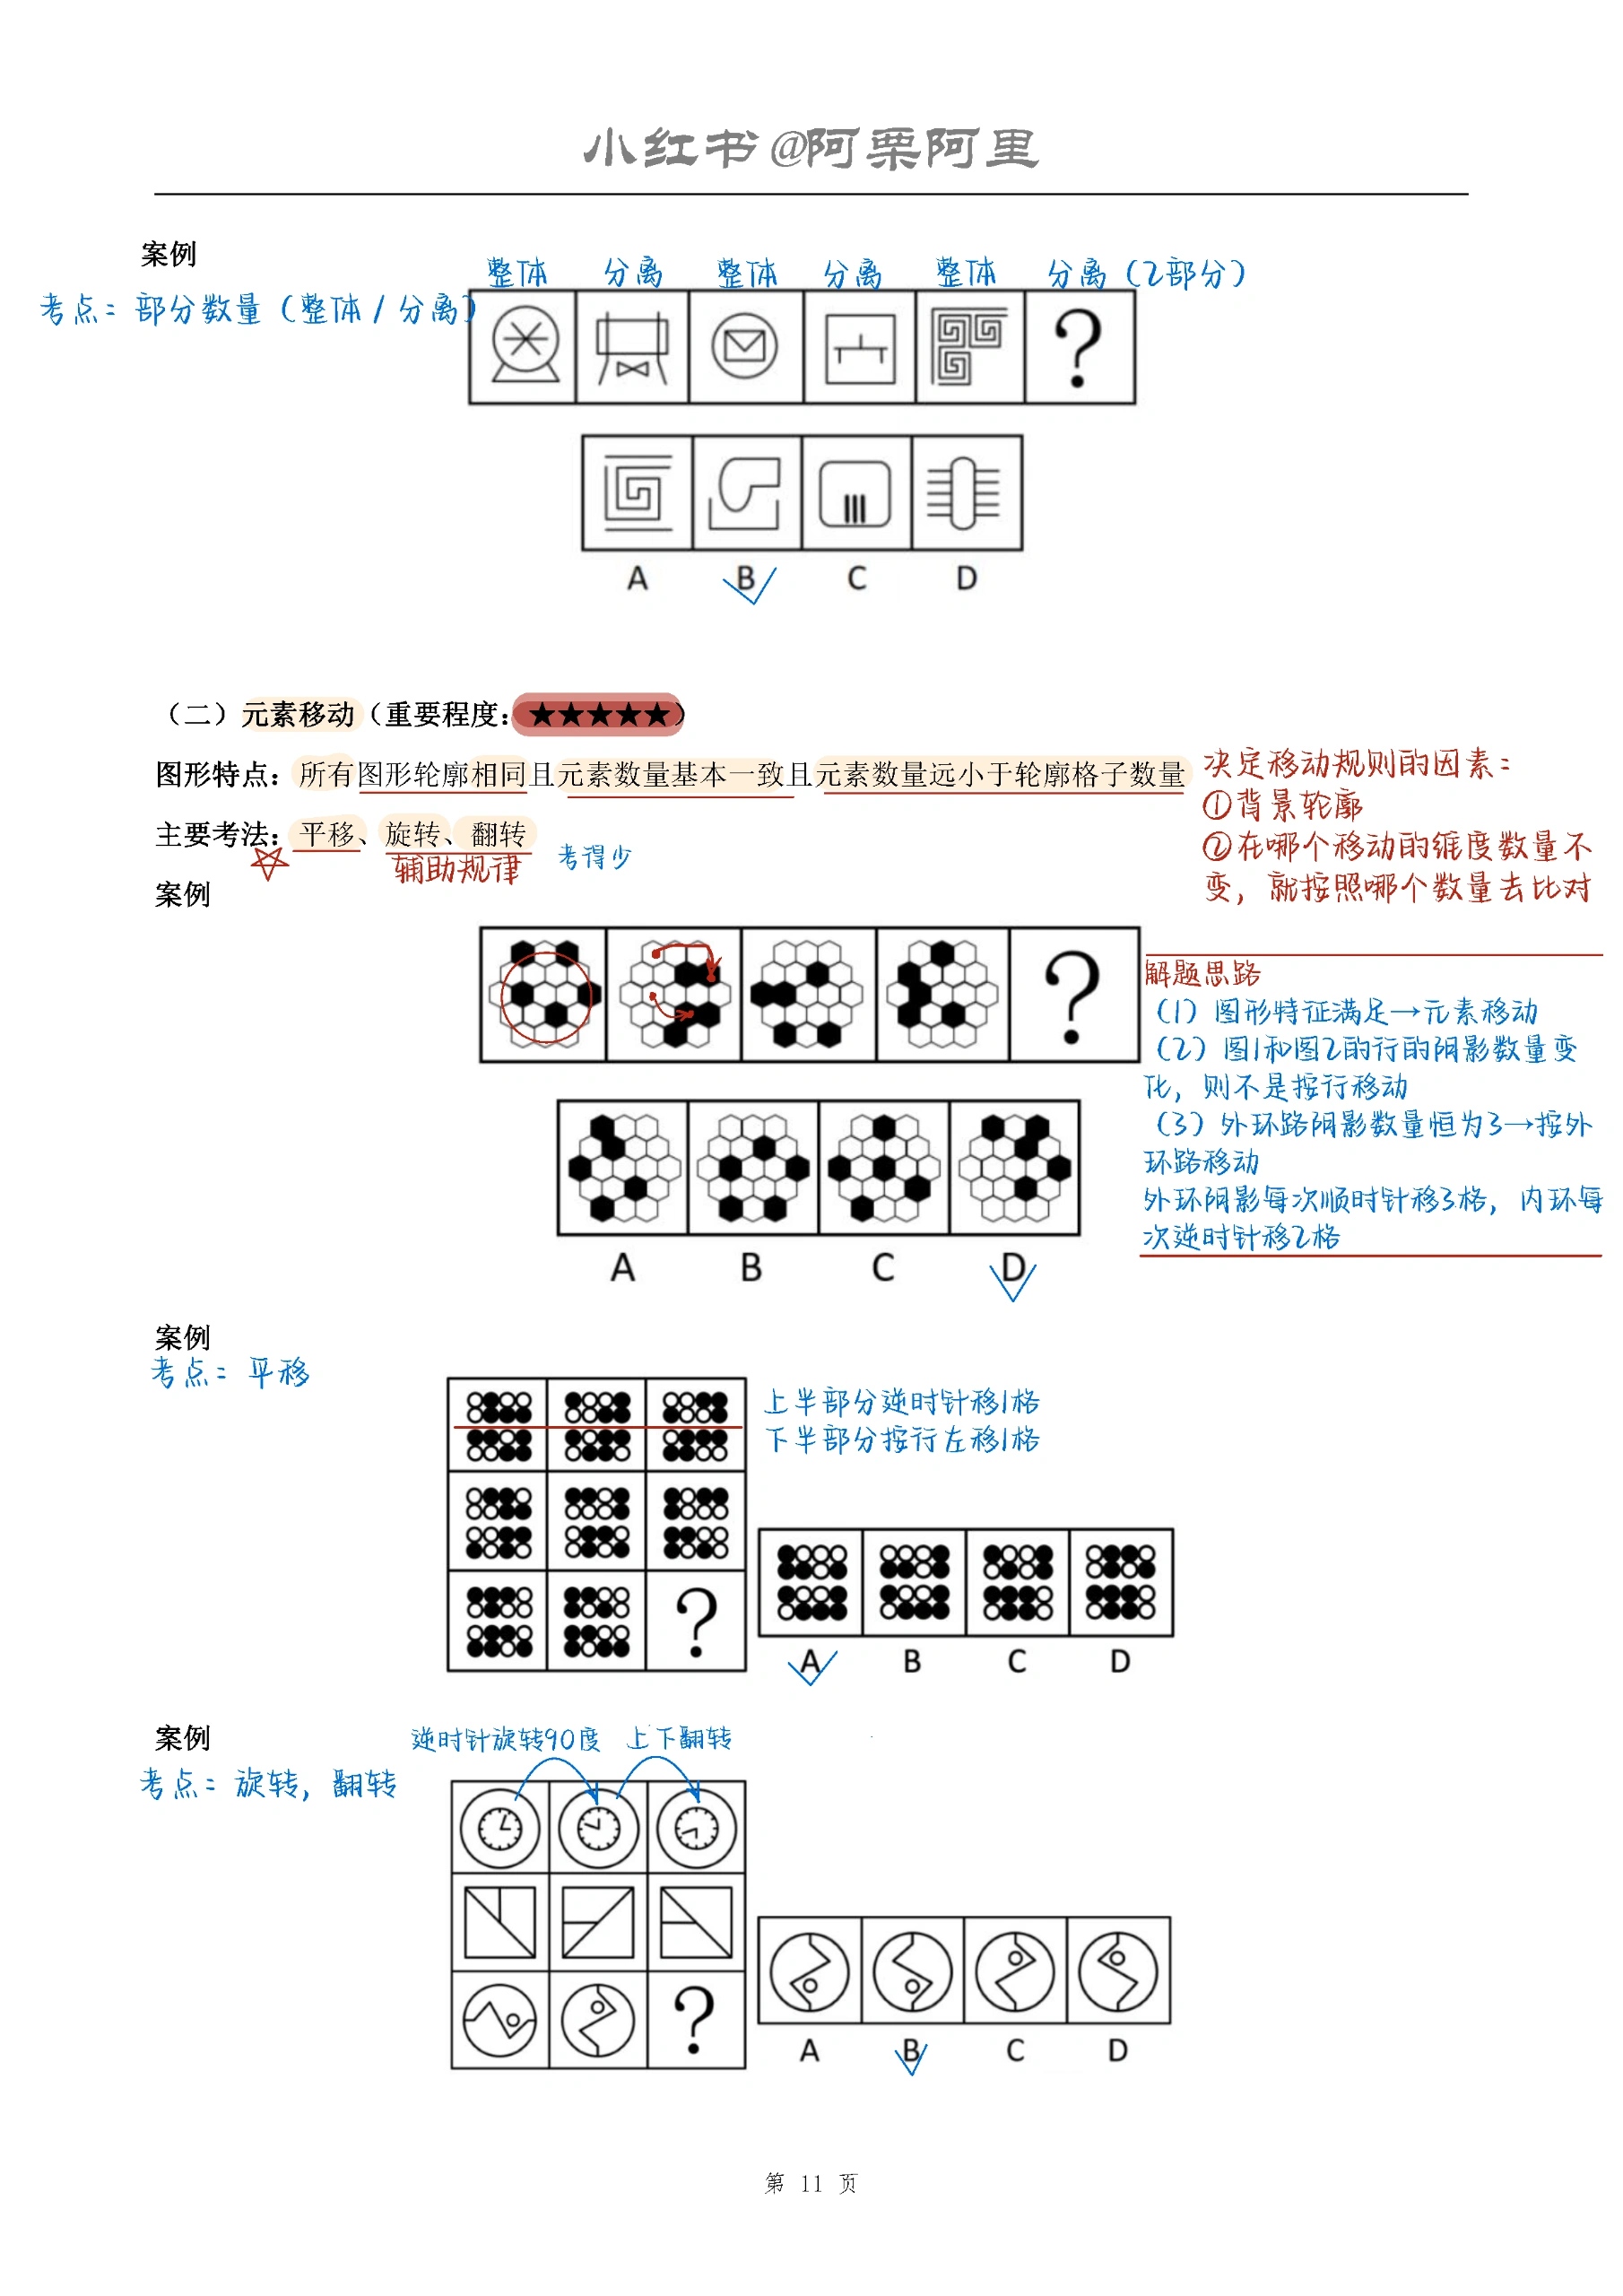 小红书@阿栗阿里
案例
整体 分离 整体 分离 整体 分离（2部分）
考点：部分数量（整体/分离）
?
A B C D
（二）元素移动（重要程度：★★★★★）
图形特点：所有图形轮廓相同且元素数量基本一致且元素数量远小于轮廓格子数量
主要考法：平移、旋转、翻转
辅助规律 考得少
决定移动规则的因素：
①背景轮廓
②在哪个移动的维度数量不
变，就按照哪个数量去比对
案例
?
A B C D
解题思路
（1）图形特征满足→元素移动
（2）图1和图2的行的阴影数量变
化，则不是按行移动
（3）外环路阴影数量恒为3→按外
环路移动
外环阴影每次顺时针移3格，内环每
次逆时针移2格
案例
考点：平移
上半部分逆时针移1格
下半部分按行左移1格
?
A B C D
案例
逆时针旋转90度 上下翻转
考点：旋转，翻转
?
A B C D
第 11 页